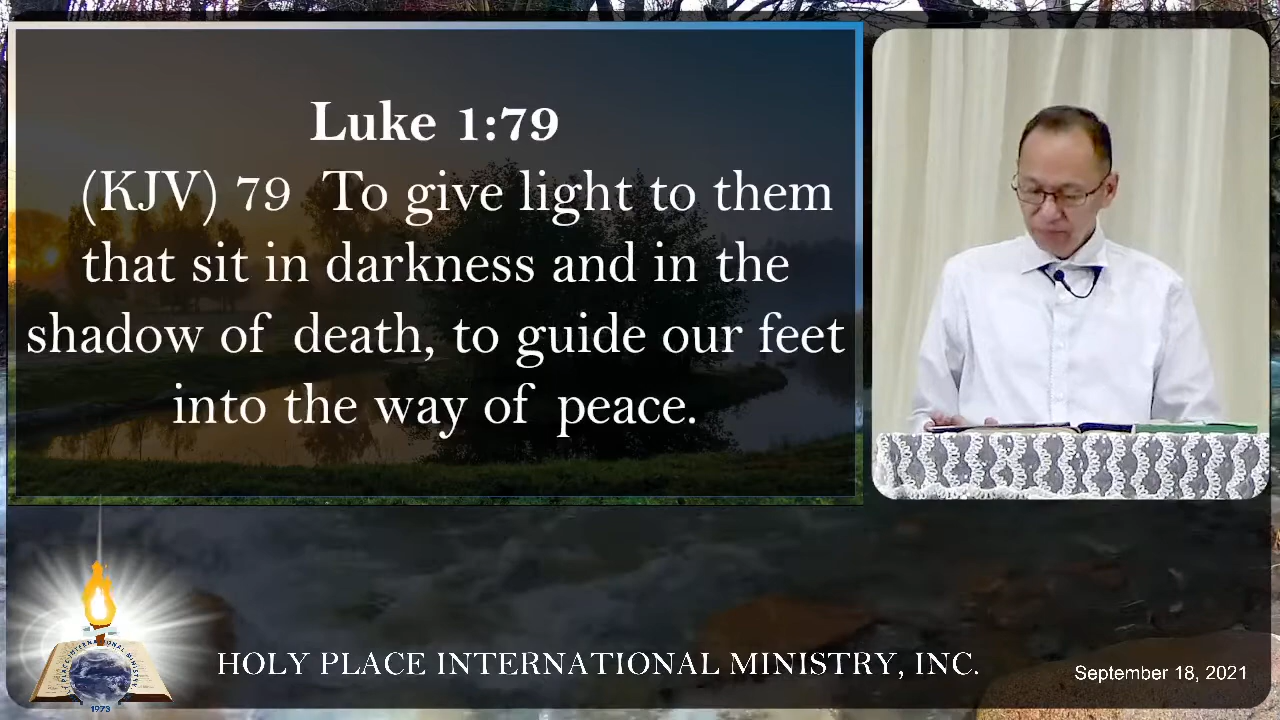 Luke 1:79
(KJV) 79 To give light to them
that sit in darkness and in the
shadow of death, to guide our feet
into the way of peace.
HOLY PLACE INTERNATIONAL MINISTRY, INC.
September 18, 2021
1973